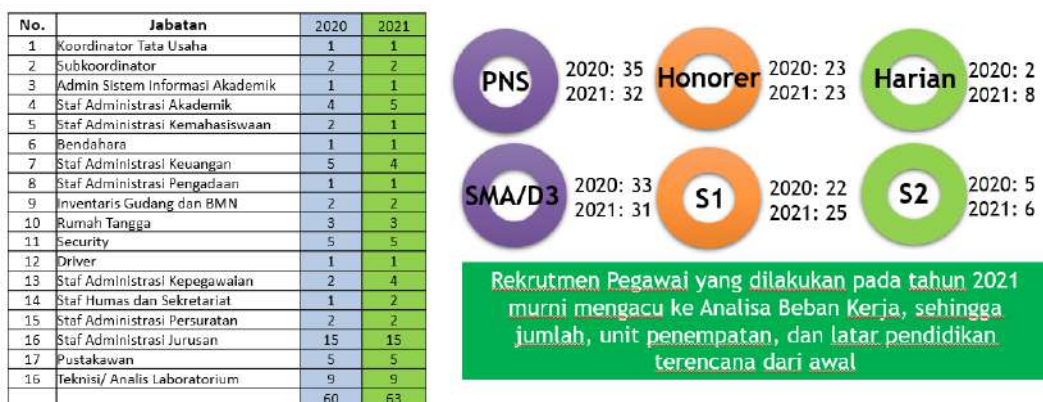 No. Jabatan 2020 2021
1 Koordinator Tata Usaha 1 1
2 Subkoordinator 2 2
3 Admin Sistem Informasi Akademik 1 1
4 Staf Administrasi Akademik 4 5
5 Staf Administrasi Kemahasiswaan 2 1
6 Bendahara 1 1
7 Staf Administrasi Keuangan 5 4
8 Staf Administrasi Pengadaan 1 1
9 Inventaris Gudang dan BMN 2 2
10 Rumah Tangga 3 3
11 Security 5 5
12 Driver 1 1
13 Staf Administrasi Kepegawaian 2 4
14 Staf Humas dan Sekretariat 1 2
15 Staf Administrasi Persuratan 2 2
16 Staf Administrasi Jurusan 15 15
17 Pustakawan 5 5
16 Teknisi/ Analis Laboratorium 9 9
60 63
PNS
2020: 35
2021: 32
Honorer
2020: 23
2021: 23
Harian
2020: 2
2021: 8
SMA/D3
2020: 33
2021: 31
S1
2020: 22
2021: 25
S2
2020: 5
2021: 6
Rekrutmen Pegawai yang dilakukan pada tahun 2021
murni mengacu ke Analisa Beban Kerja, sehingga
jumlah, unit penempatan, dan latar pendidikan
terencana dari awal